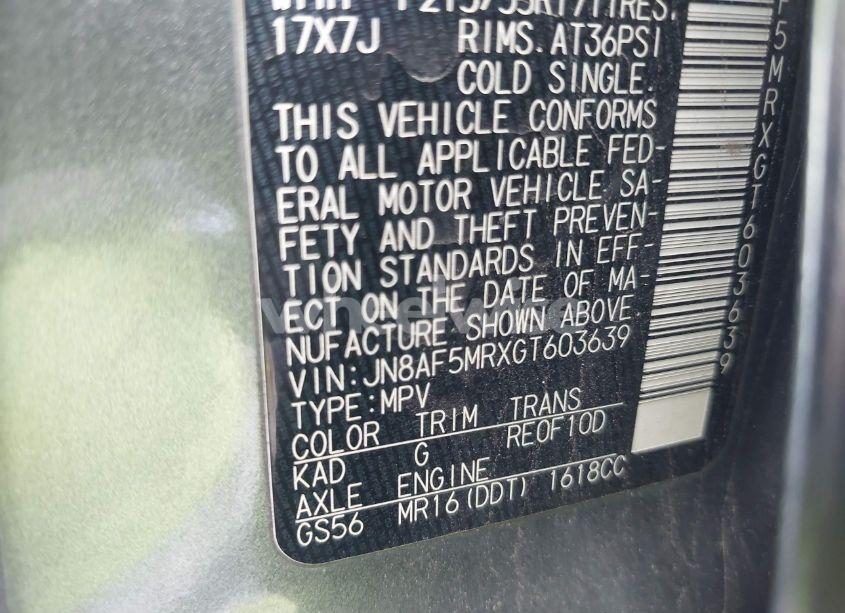 17X7J RIMS. AT36PSI
COLD SINGLE.
THIS VEHICLE CONFORMS
TO ALL APPLICABLE FED-
ERAL MOTOR VEHICLE SA-
FETY AND THEFT PREVEN-
TION STANDARDS IN EFF-
ECT ON THE DATE OF MA-
NUFACTURE SHOWN ABOVE
VIN:JN8AF5MRXGT603639
TYPE:MPV
COLOR TRIM TRANS
KAD G RE0F10D
AXLE ENGINE
GS56 MR16(DDT) 1618CC
F5MRXGT603639